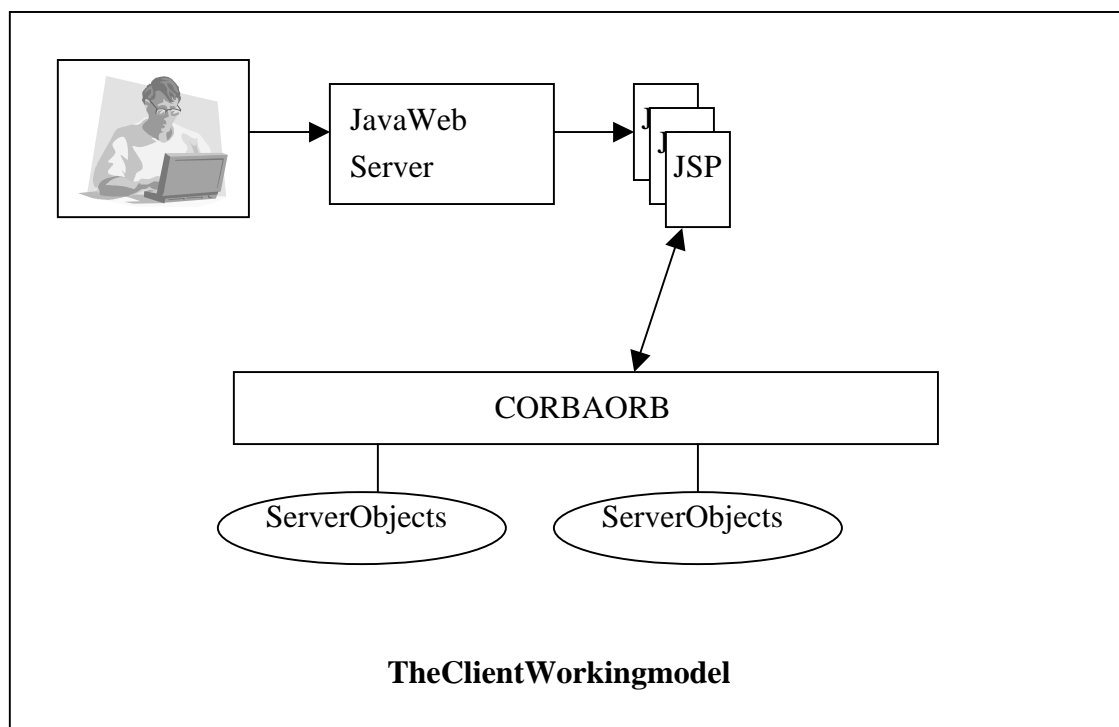 JavaWeb
Server
J
J
JSP
CORBAORB
ServerObjects
ServerObjects
TheClientWorkingmodel